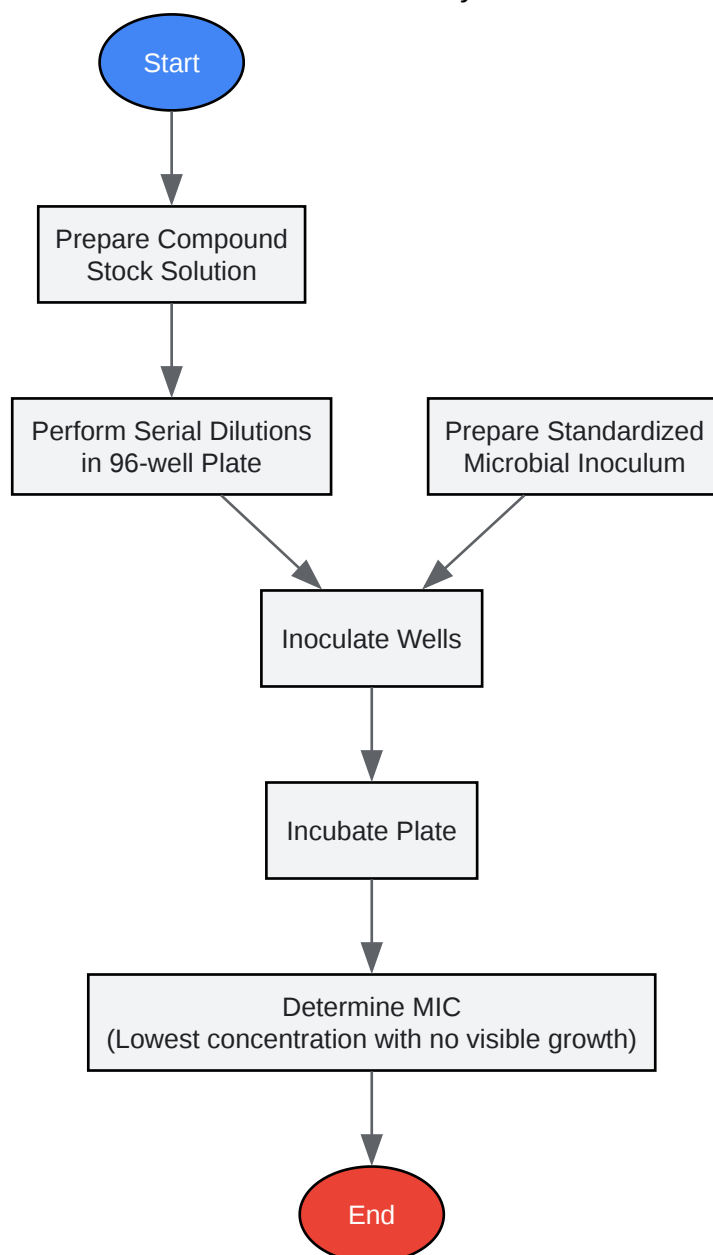 Start
Prepare Compound
Stock Solution
Perform Serial Dilutions
in 96-well Plate
Prepare Standardized
Microbial Inoculum
Inoculate Wells
Incubate Plate
Determine MIC
(Lowest concentration with no visible growth)
End